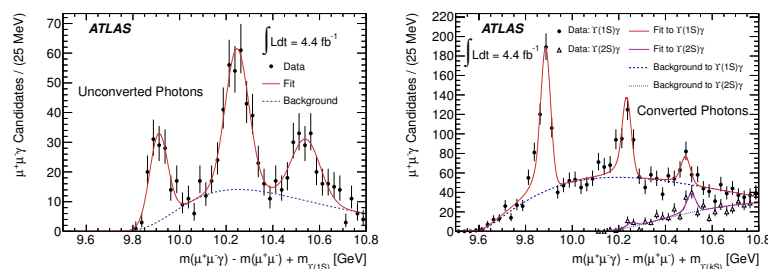 μ⁺μ⁻γ Candidates / (25 MeV)
70
60
50
40
30
20
10
0
ATLAS
∫Ldt = 4.4 fb⁻¹
Data
Fit
Background
Unconverted Photons
9.6 9.8 10.0 10.2 10.4 10.6 10.8
m(μ⁺μ⁻γ) - m(μ⁺μ⁻) + m_Υ(1S) [GeV]
μ⁺μ⁻γ Candidates / (25 MeV)
220
200
180
160
140
120
100
80
60
40
20
0
ATLAS
∫Ldt = 4.4 fb⁻¹
Data: Υ(1S)γ
Data: Υ(2S)γ
Fit to Υ(1S)γ
Fit to Υ(2S)γ
Background to Υ(1S)γ
Background to Υ(2S)γ
Converted Photons
9.6 9.8 10.0 10.2 10.4 10.6 10.8
m(μ⁺μ⁻γ) - m(μ⁺μ⁻) + m_Υ(kS) [GeV]